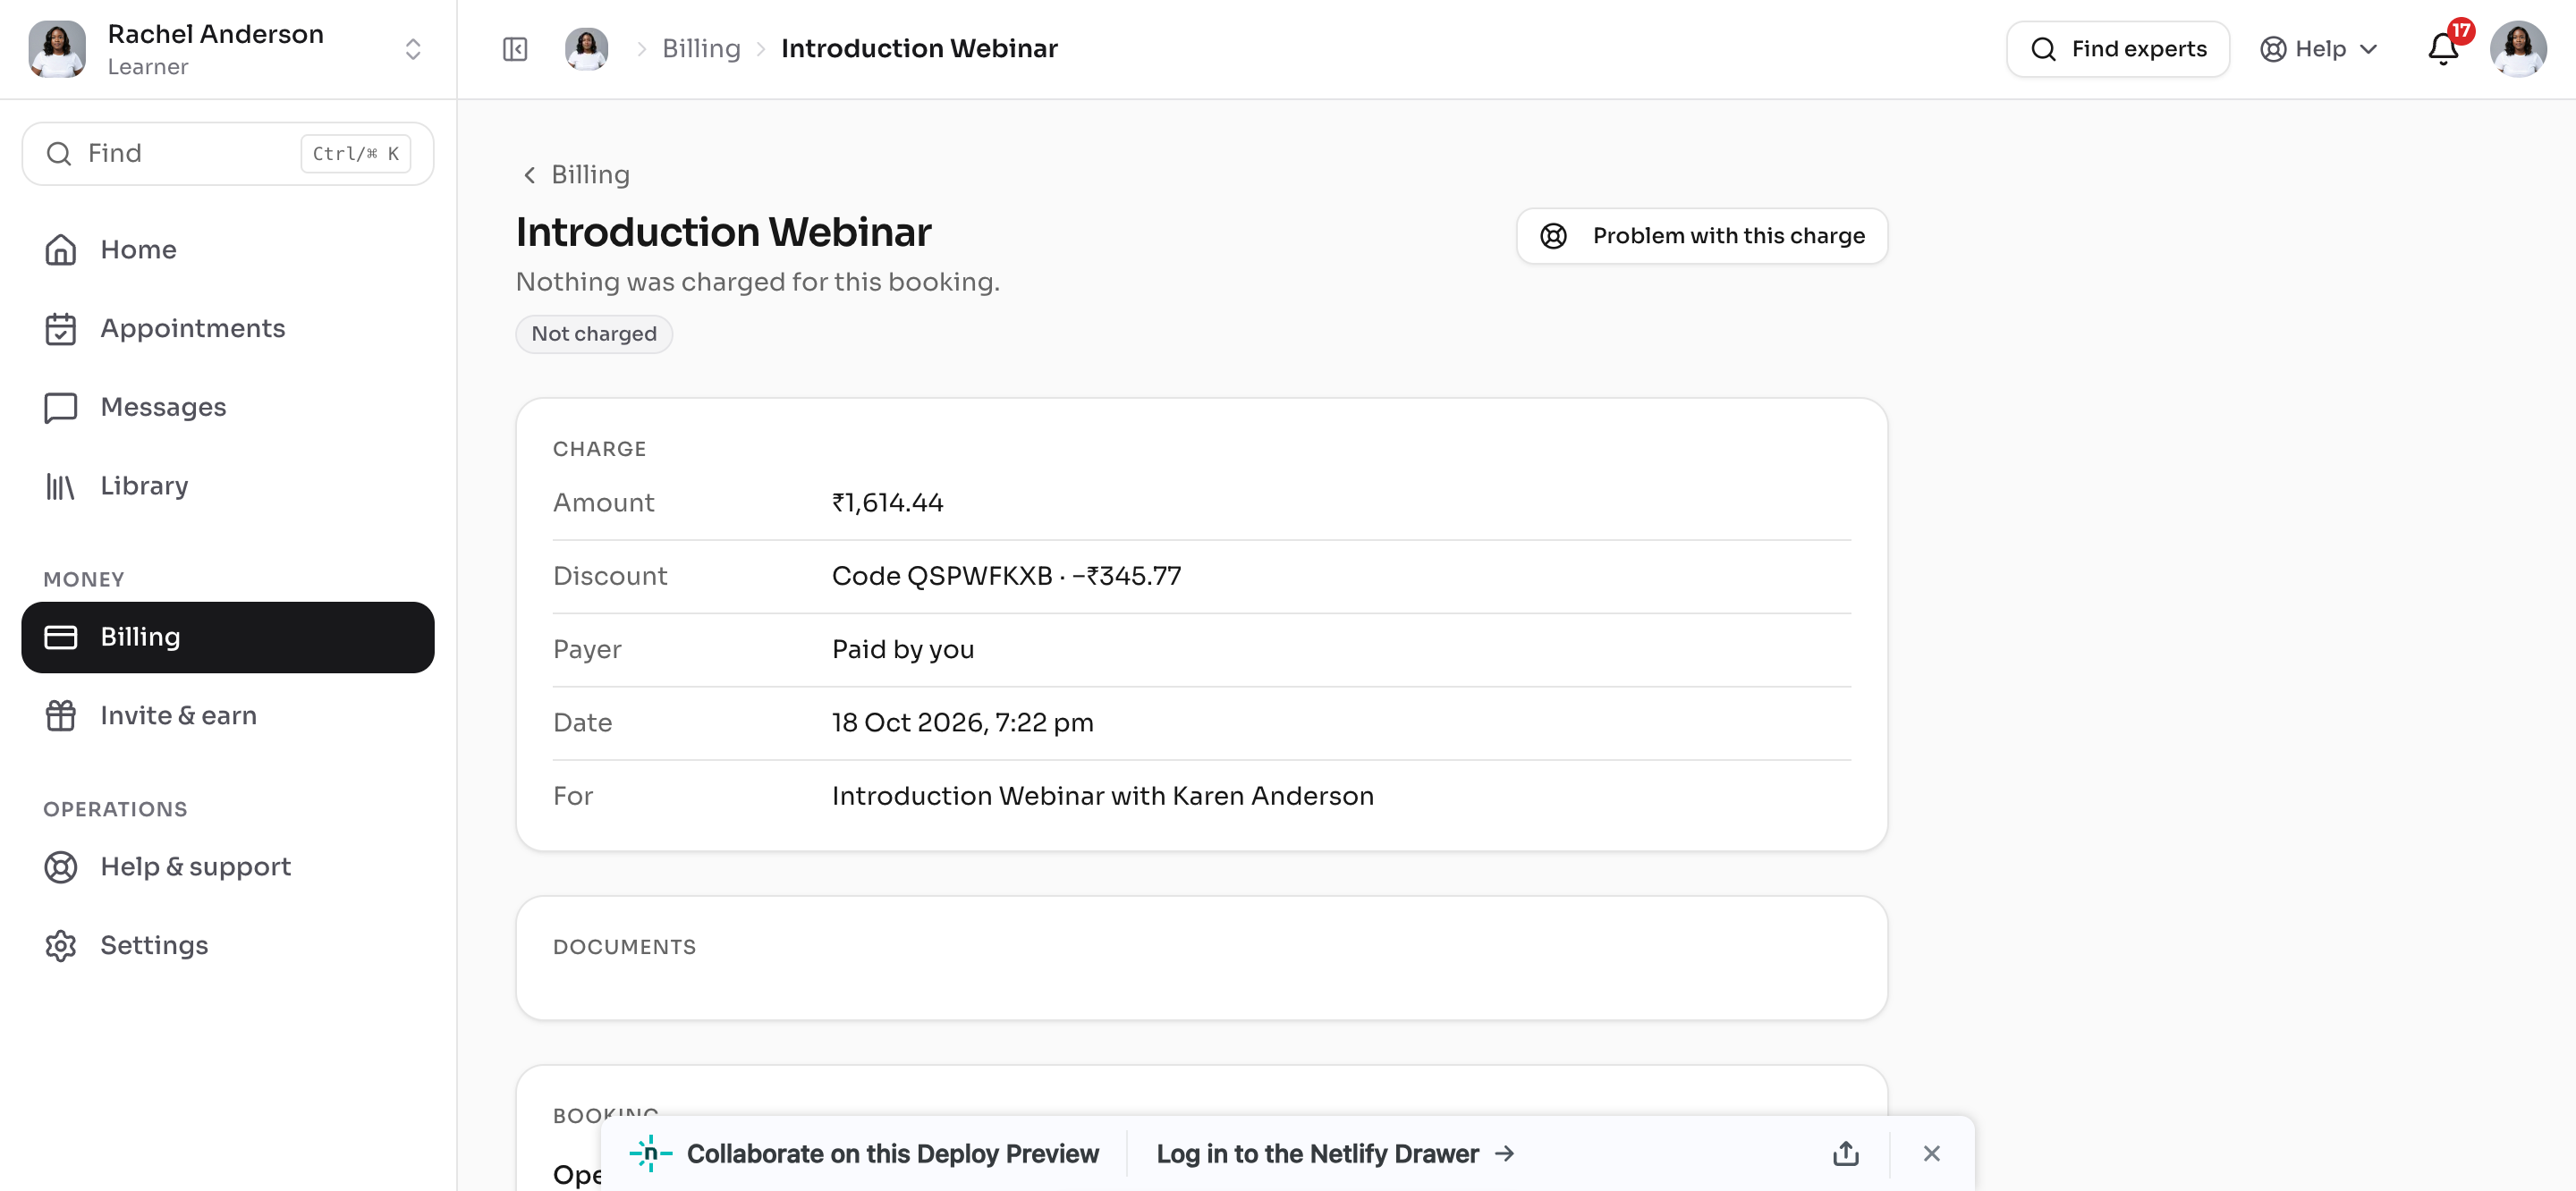 Rachel Anderson
Learner
Billing
Introduction Webinar
Find experts
Help
17
Find
Ctrl/⌘ K
Home
Appointments
Messages
Library
MONEY
Billing
Invite & earn
OPERATIONS
Help & support
Settings
Billing
Introduction Webinar
Problem with this charge
Nothing was charged for this booking.
Not charged
CHARGE
Amount ₹1,614.44
Discount Code QSPWFKXB · −₹345.77
Payer Paid by you
Date 18 Oct 2026, 7:22 pm
For Introduction Webinar with Karen Anderson
DOCUMENTS
BOOKING
Collaborate on this Deploy Preview
Log in to the Netlify Drawer →